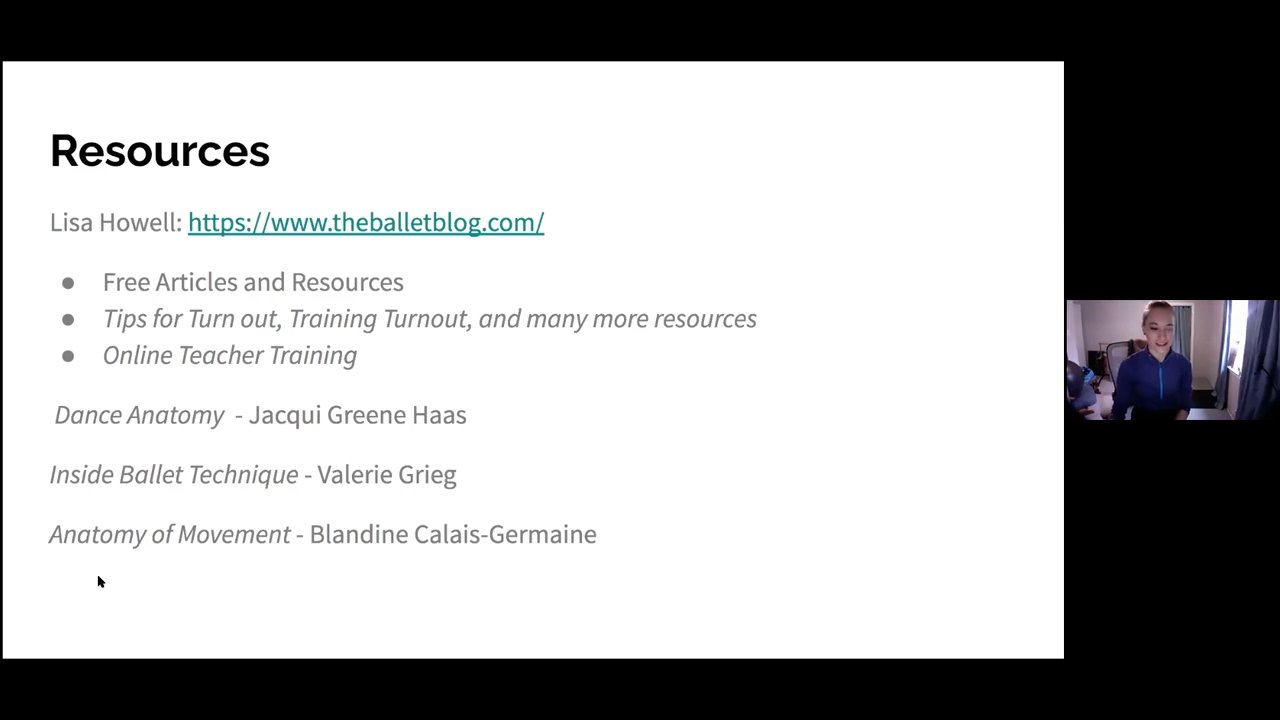 Resources
Lisa Howell: https://www.theballetblog.com/
● Free Articles and Resources
● Tips for Turn out, Training Turnout, and many more resources
● Online Teacher Training
Dance Anatomy - Jacqui Greene Haas
Inside Ballet Technique - Valerie Grieg
Anatomy of Movement - Blandine Calais-Germaine